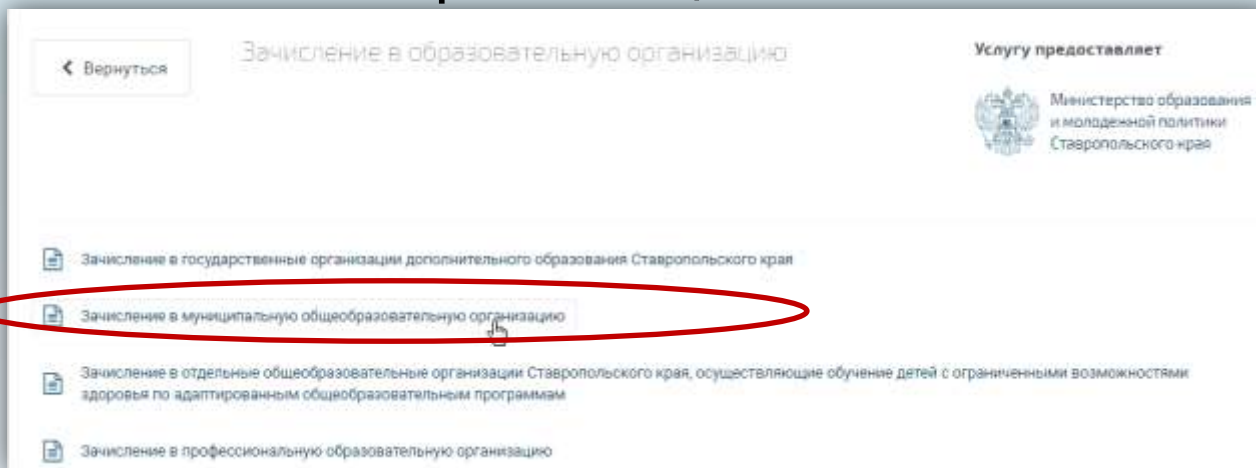 Вернуться
Зачисление в образовательную организацию
Услугу предоставляет
Министерство образования
и молодежной политики
Ставропольского края
Зачисление в государственные организации дополнительного образования Ставропольского края
Зачисление в муниципальную общеобразовательную организацию
Зачисление в отдельные общеобразовательные организации Ставропольского края, осуществляющие обучение детей с ограниченными возможностями
здоровья по адаптированным общеобразовательным программам
Зачисление в профессиональную образовательную организацию